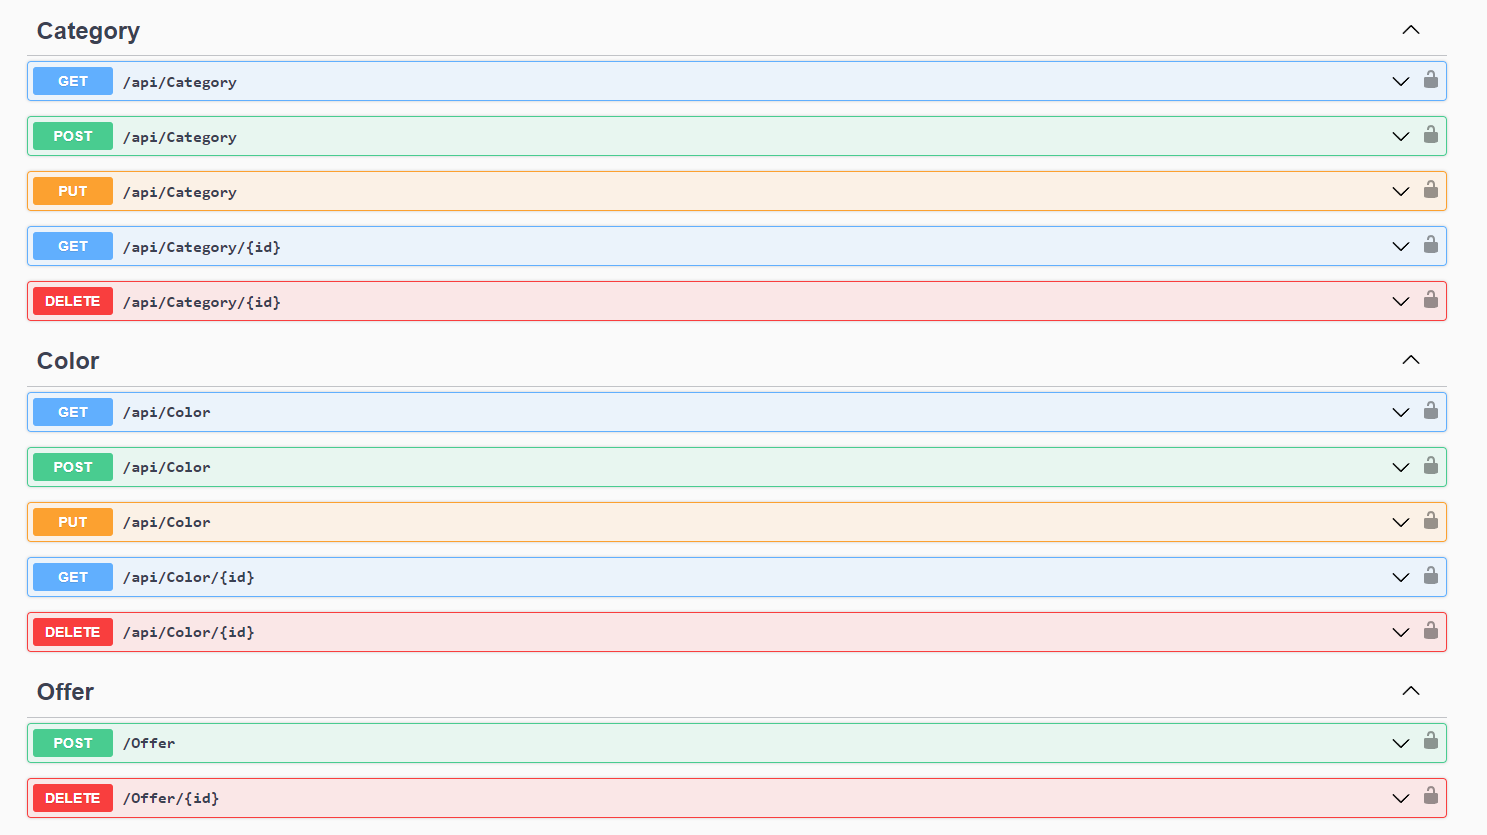 Category
GET /api/Category
POST /api/Category
PUT /api/Category
GET /api/Category/{id}
DELETE /api/Category/{id}
Color
GET /api/Color
POST /api/Color
PUT /api/Color
GET /api/Color/{id}
DELETE /api/Color/{id}
Offer
POST /Offer
DELETE /Offer/{id}